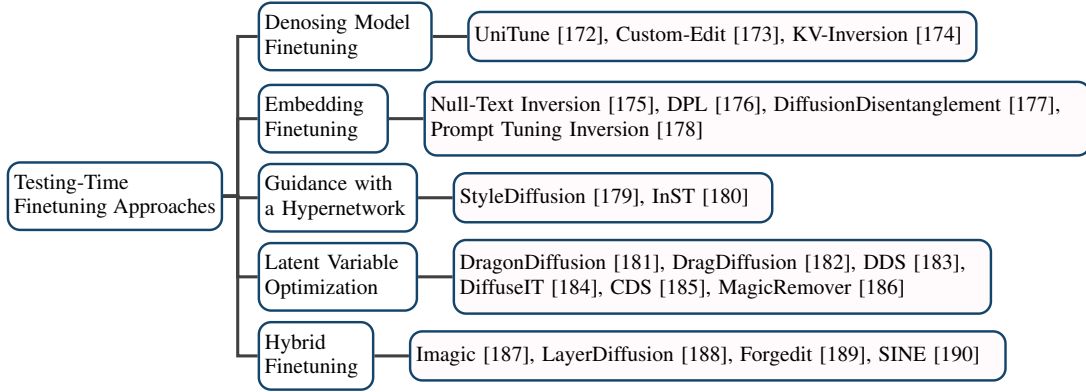 Testing-Time
Finetuning Approaches
Denosing Model
Finetuning
UniTune [172], Custom-Edit [173], KV-Inversion [174]
Embedding
Finetuning
Null-Text Inversion [175], DPL [176], DiffusionDisentanglement [177],
Prompt Tuning Inversion [178]
Guidance with
a Hypernetwork
StyleDiffusion [179], InST [180]
Latent Variable
Optimization
DragonDiffusion [181], DragDiffusion [182], DDS [183],
DiffuseIT [184], CDS [185], MagicRemover [186]
Hybrid
Finetuning
Imagic [187], LayerDiffusion [188], Forgedit [189], SINE [190]